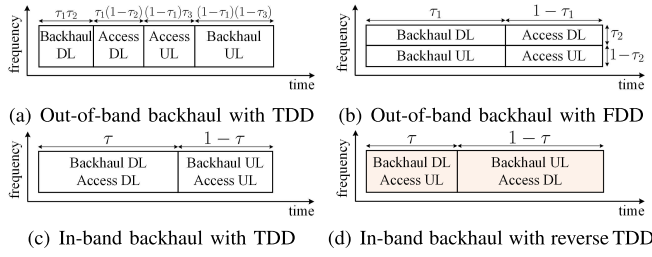 τ₁τ₂ τ₁(1−τ₂) (1−τ₁)τ₃ (1−τ₁)(1−τ₃)
frequency
Backhaul DL
Access DL
Access UL
Backhaul UL
time
(a) Out-of-band backhaul with TDD
τ₁ 1 − τ₁
frequency
Backhaul DL Access DL τ₂
Backhaul UL Access UL 1−τ₂
time
(b) Out-of-band backhaul with FDD
τ 1 − τ
frequency
Backhaul DL Backhaul UL
Access DL Access UL
time
(c) In-band backhaul with TDD
τ 1 − τ
frequency
Backhaul DL Backhaul UL
Access UL Access DL
time
(d) In-band backhaul with reverse TDD